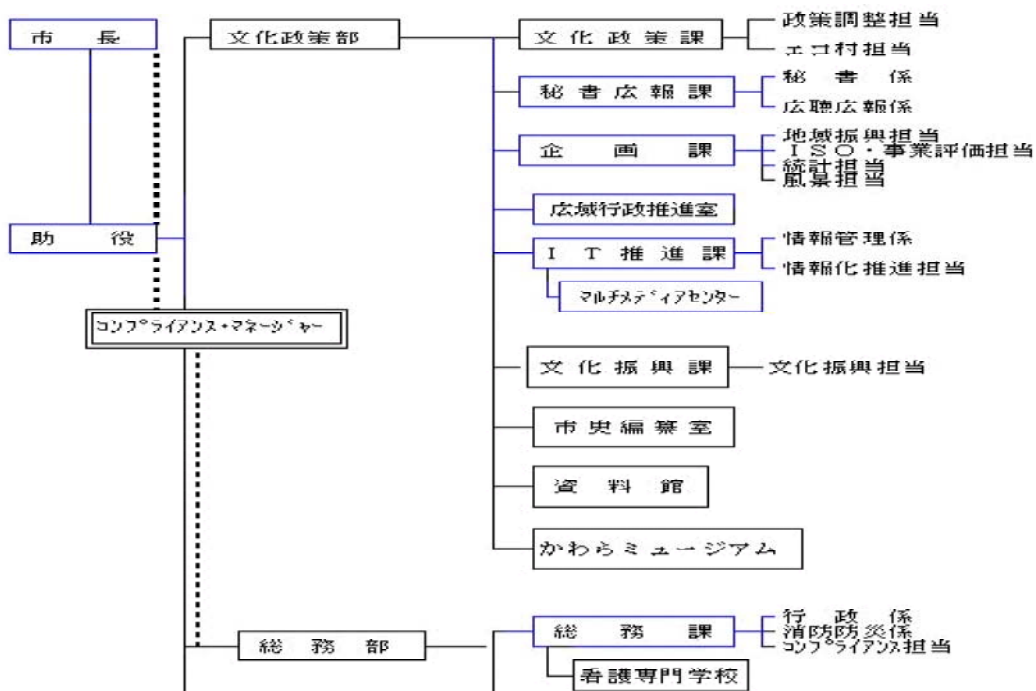 市長
文化政策部
文化政策課
政策調整担当
エコ村担当
秘書広報課
秘書係
広聴広報係
企画課
地域振興担当
ISO・事業評価担当
統計担当
風景担当
広域行政推進室
助役
IT推進課
情報管理係
情報化推進担当
マルチメディアセンター
コンプライアンス・マネージャー
文化振興課
文化振興担当
市史編纂室
資料館
かわらミュージアム
総務部
総務課
行政係
消防防災係
コンプライアンス担当
看護専門学校